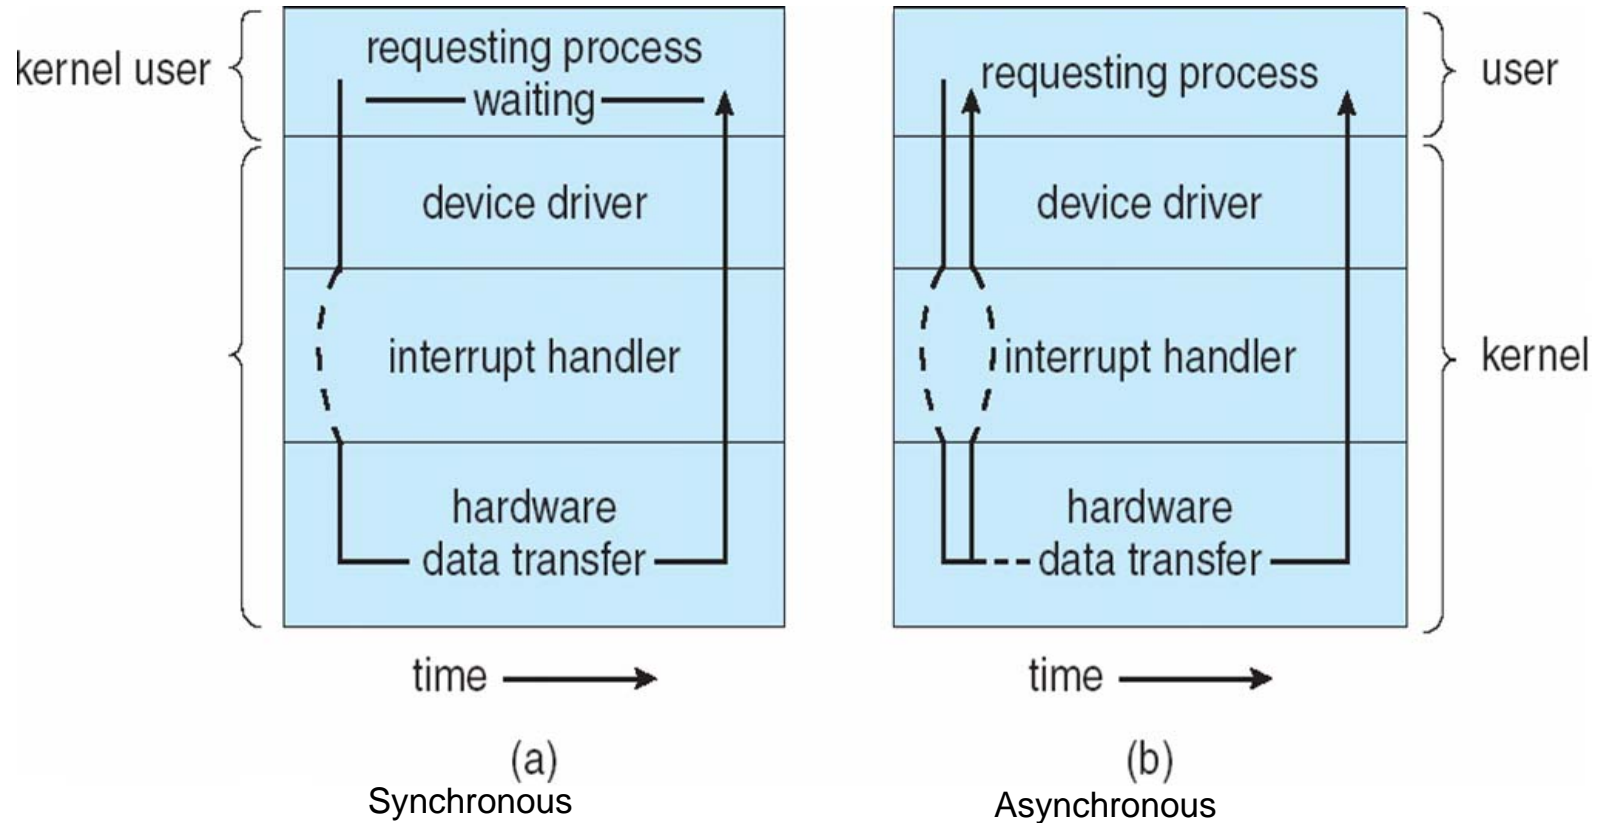 kernel user
requesting process
waiting
device driver
interrupt handler
hardware
data transfer
time
(a)
Synchronous
requesting process
user
device driver
interrupt handler
kernel
hardware
data transfer
time
(b)
Asynchronous